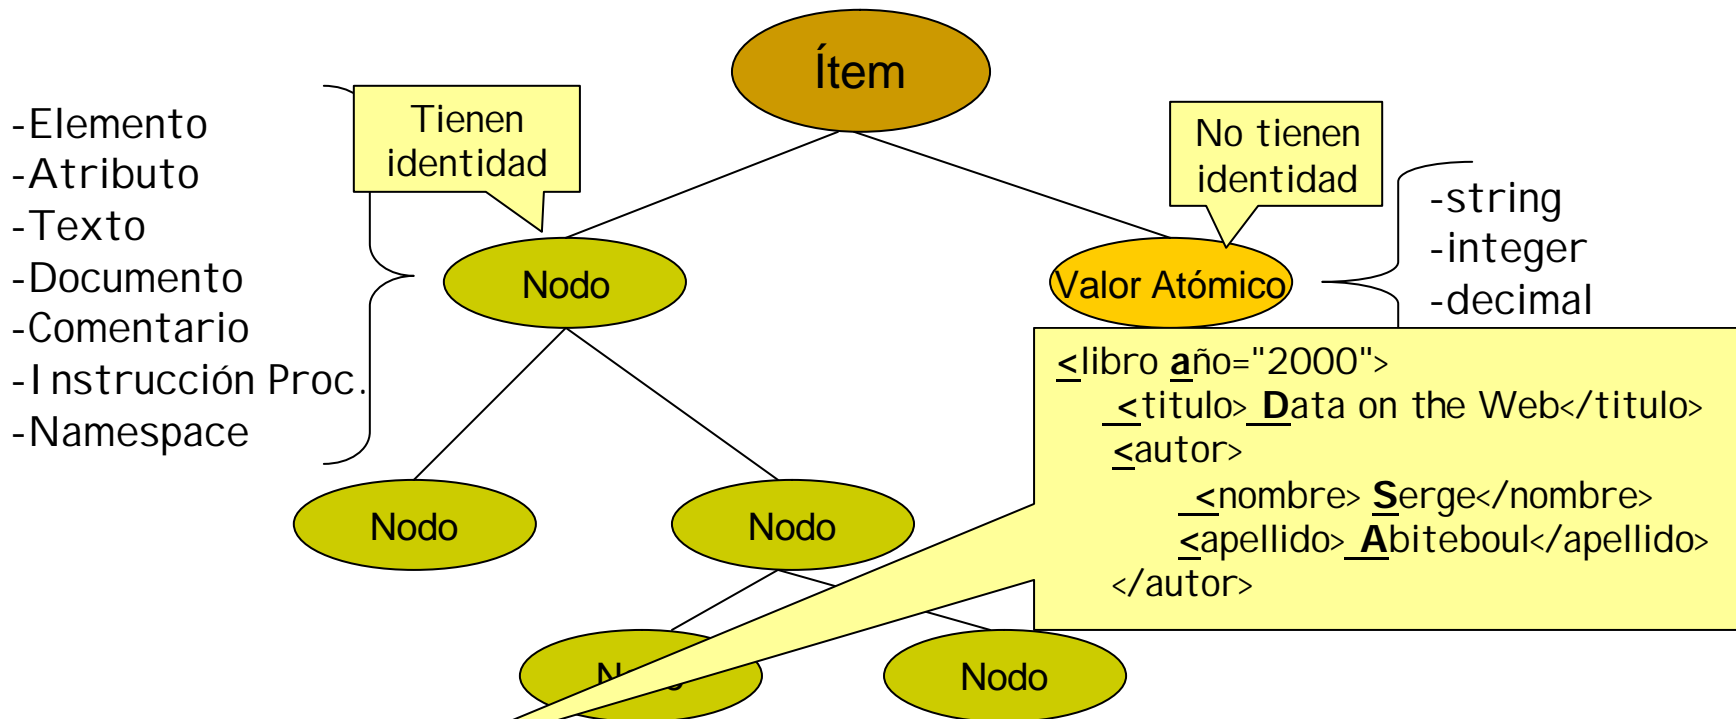 Ítem
Tienen
identidad
No tienen
identidad
-Elemento
-Atributo
-Texto
-Documento
-Comentario
-Instrucción Proc.
-Namespace
-string
-integer
-decimal
Nodo
Valor Atómico
<libro año="2000">
<titulo> Data on the Web</titulo>
<autor>
<nombre> Serge</nombre>
<apellido> Abiteboul</apellido>
</autor>
Nodo
Nodo
Nodo